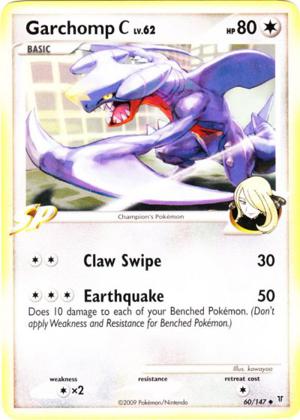 Garchomp C LV.62 HP 80
BASIC
SP
Champion's Pokémon
Claw Swipe 30
Earthquake 50
Does 10 damage to each of your Benched Pokémon. (Don't
apply Weakness and Resistance for Benched Pokémon.)
Illus. kawayoo
weakness resistance retreat cost
×2
©2009 Pokémon/Nintendo 60/147